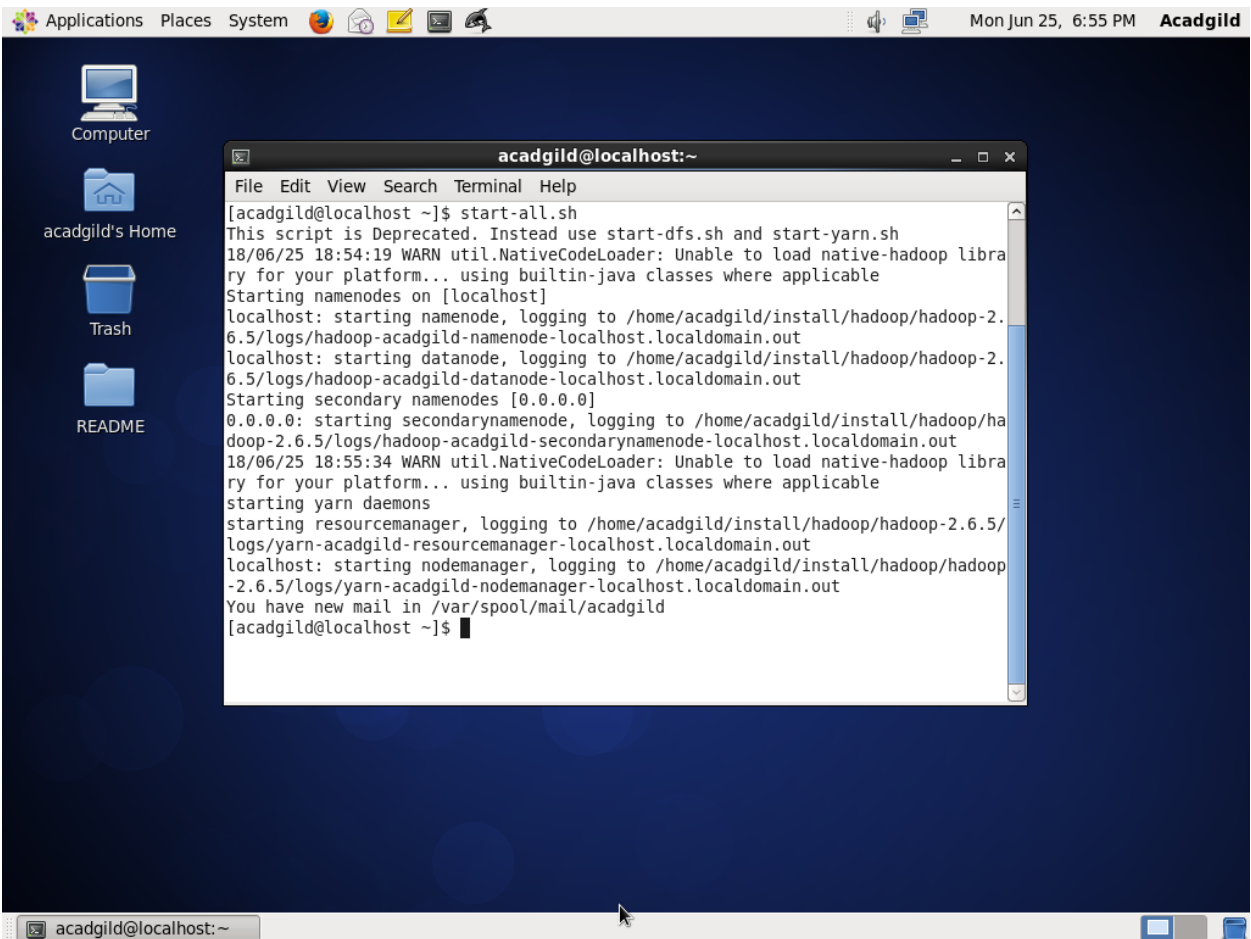 Applications Places System Mon Jun 25, 6:55 PM Acadgild
Computer
acadgild's Home
Trash
README
acadgild@localhost:~
File Edit View Search Terminal Help
[acadgild@localhost ~]$ start-all.sh
This script is Deprecated. Instead use start-dfs.sh and start-yarn.sh
18/06/25 18:54:19 WARN util.NativeCodeLoader: Unable to load native-hadoop libra
ry for your platform... using builtin-java classes where applicable
Starting namenodes on [localhost]
localhost: starting namenode, logging to /home/acadgild/install/hadoop/hadoop-2.
6.5/logs/hadoop-acadgild-namenode-localhost.localdomain.out
localhost: starting datanode, logging to /home/acadgild/install/hadoop/hadoop-2.
6.5/logs/hadoop-acadgild-datanode-localhost.localdomain.out
Starting secondary namenodes [0.0.0.0]
0.0.0.0: starting secondarynamenode, logging to /home/acadgild/install/hadoop/ha
doop-2.6.5/logs/hadoop-acadgild-secondarynamenode-localhost.localdomain.out
18/06/25 18:55:34 WARN util.NativeCodeLoader: Unable to load native-hadoop libra
ry for your platform... using builtin-java classes where applicable
starting yarn daemons
starting resourcemanager, logging to /home/acadgild/install/hadoop/hadoop-2.6.5/
logs/yarn-acadgild-resourcemanager-localhost.localdomain.out
localhost: starting nodemanager, logging to /home/acadgild/install/hadoop/hadoop
-2.6.5/logs/yarn-acadgild-nodemanager-localhost.localdomain.out
You have new mail in /var/spool/mail/acadgild
[acadgild@localhost ~]$
acadgild@localhost:~